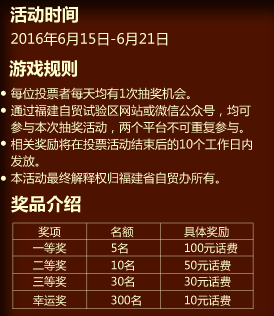 活动时间
2016年6月15日-6月21日
游戏规则
每位投票者每天均有1次抽奖机会。
通过福建自贸试验区网站或微信公众号，均可
参与本次抽奖活动，两个平台不可重复参与。
相关奖励将在投票活动结束后的10个工作日内
发放。
本活动最终解释权归福建省自贸办所有。
奖品介绍
奖项 名额 具体奖励
一等奖 5名 100元话费
二等奖 10名 50元话费
三等奖 30名 30元话费
幸运奖 300名 10元话费